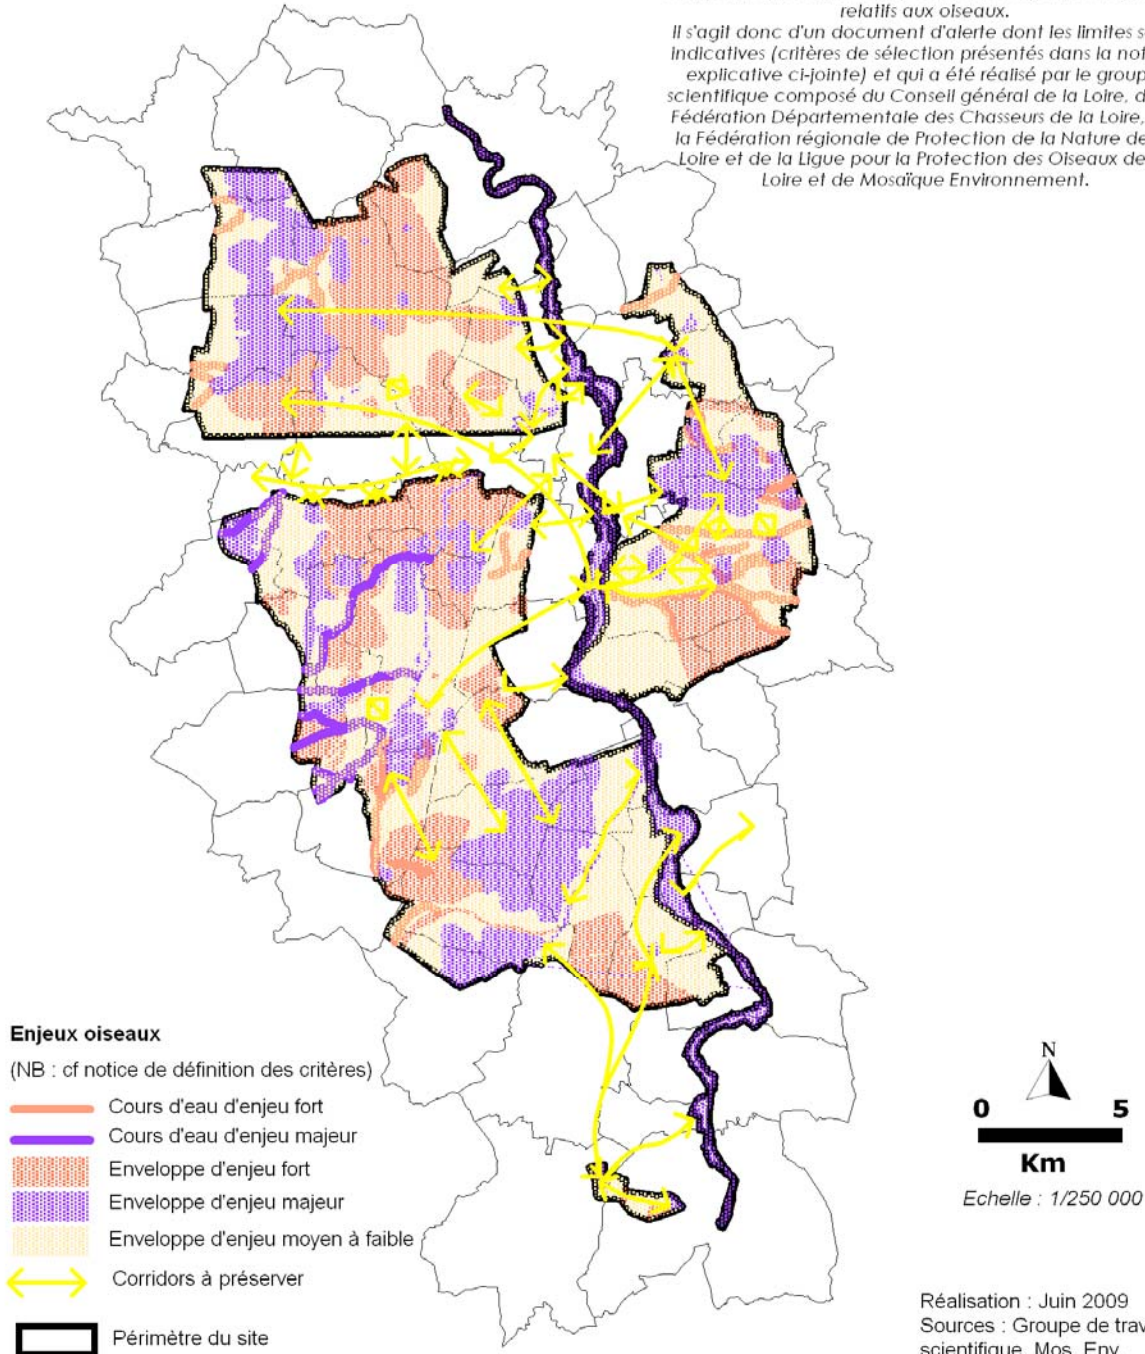 relatifs aux oiseaux.
Il s'agit donc d'un document d'alerte dont les limites s
indicatives (critères de sélection présentés dans la not
explicative ci-jointe) et qui a été réalisé par le group
scientifique composé du Conseil général de la Loire, d
Fédération Départementale des Chasseurs de la Loire,
la Fédération régionale de Protection de la Nature de
Loire et de la Ligue pour la Protection des Oiseaux de
Loire et de Mosaïque Environnement.
Enjeux oiseaux
(NB : cf notice de définition des critères)
Cours d'eau d'enjeu fort
Cours d'eau d'enjeu majeur
Enveloppe d'enjeu fort
Enveloppe d'enjeu majeur
Enveloppe d'enjeu moyen à faible
Corridors à préserver
Périmètre du site
N
0 5
Km
Echelle : 1/250 000
Réalisation : Juin 2009
Sources : Groupe de trav
scientifique, Mos. Env.